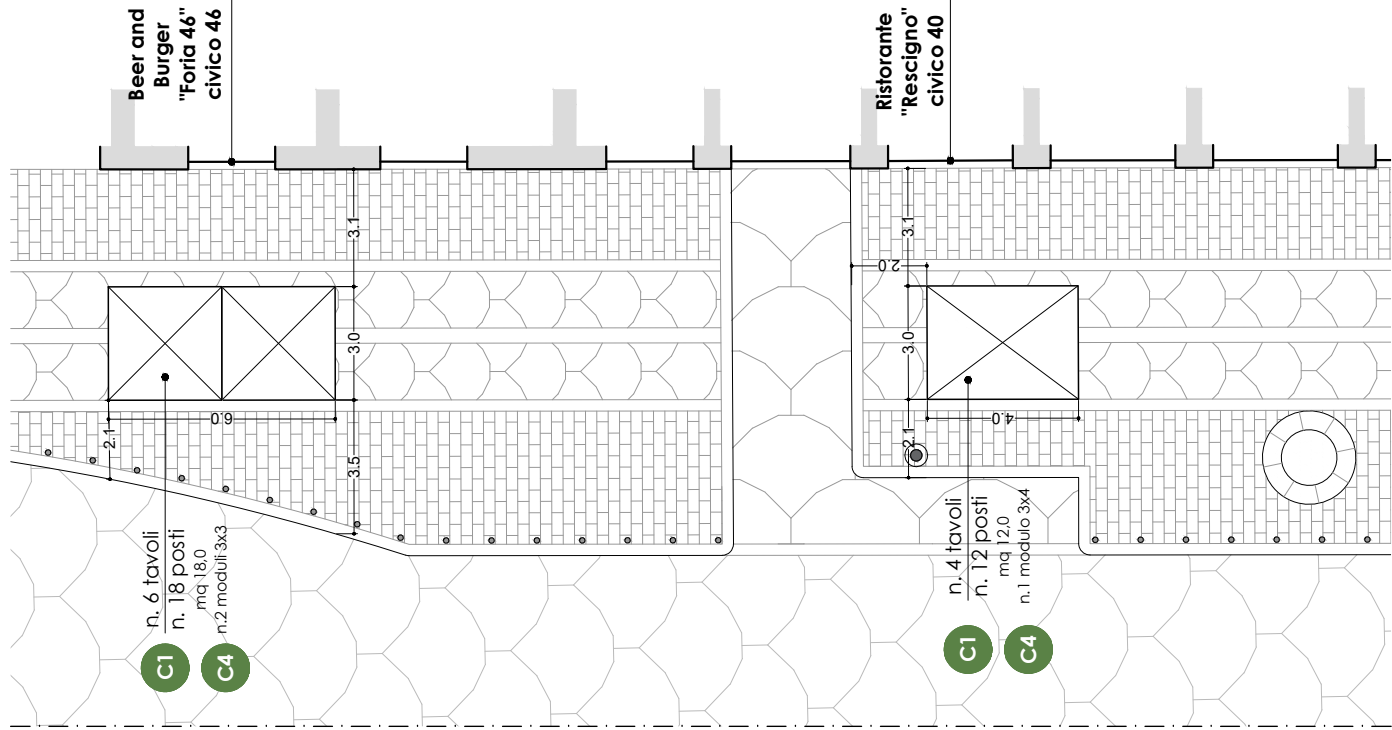 Beer and
Burger
"Foria 46"
civico 46
Ristorante
"Rescigno"
civico 40
3.1
3.0
3.5
6.0
2.1
3.1
2.0
3.0
4.0
2.1
n. 6 tavoli
n. 18 posti
mq 18,0
n.2 moduli 3x3
C1
C4
n. 4 tavoli
n. 12 posti
mq 12,0
n.1 modulo 3x4
C1
C4